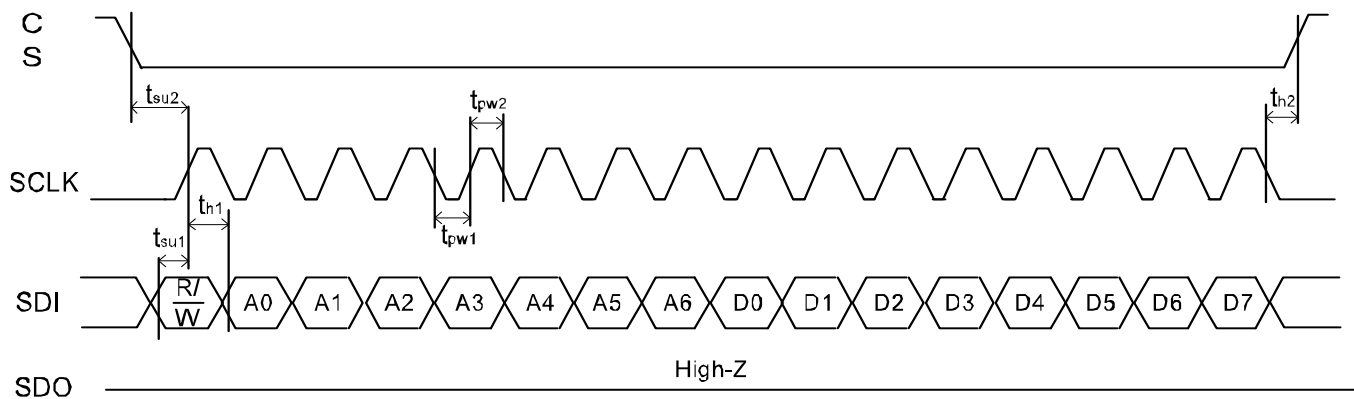 C
S
tsu2
tpw2
th2
SCLK
th1
tpw1
tsu1
SDI
R/
W
A0 A1 A2 A3 A4 A5 A6 D0 D1 D2 D3 D4 D5 D6 D7
High-Z
SDO